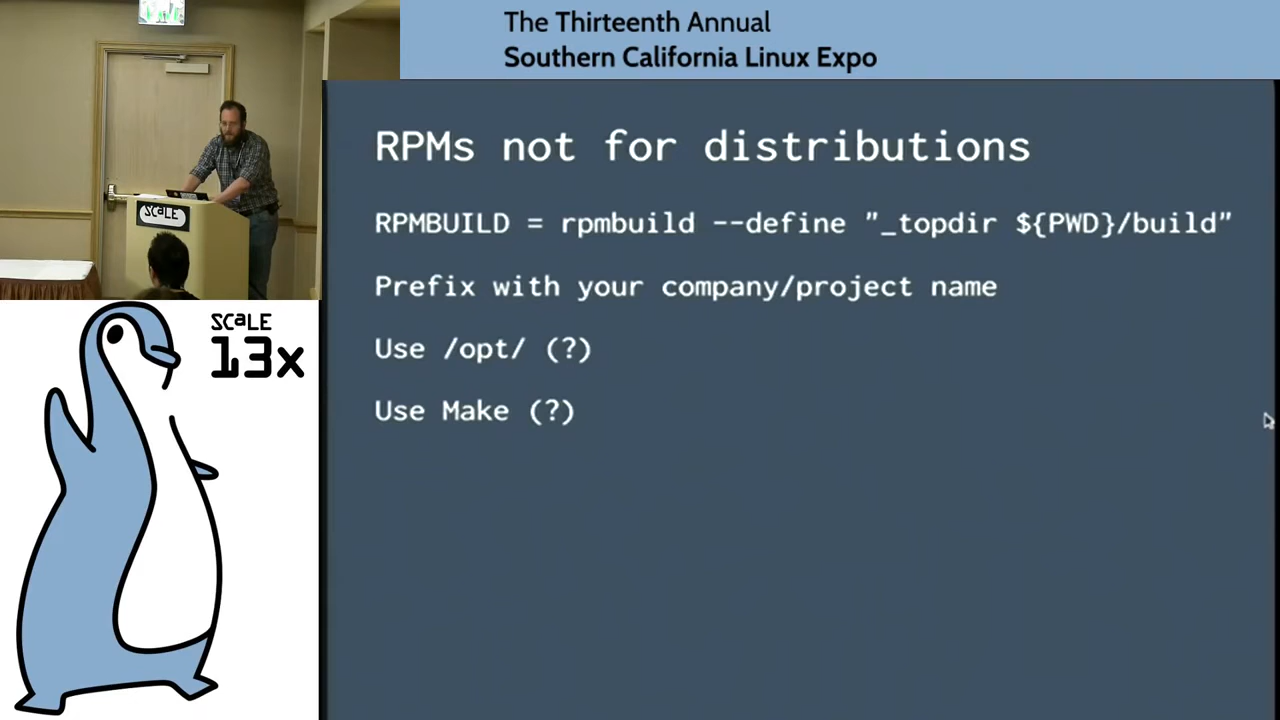 The Thirteenth Annual
Southern California Linux Expo
SCALE
SCALE
13x
RPMs not for distributions
RPMBUILD = rpmbuild --define "_topdir ${PWD}/build"
Prefix with your company/project name
Use /opt/ (?)
Use Make (?)